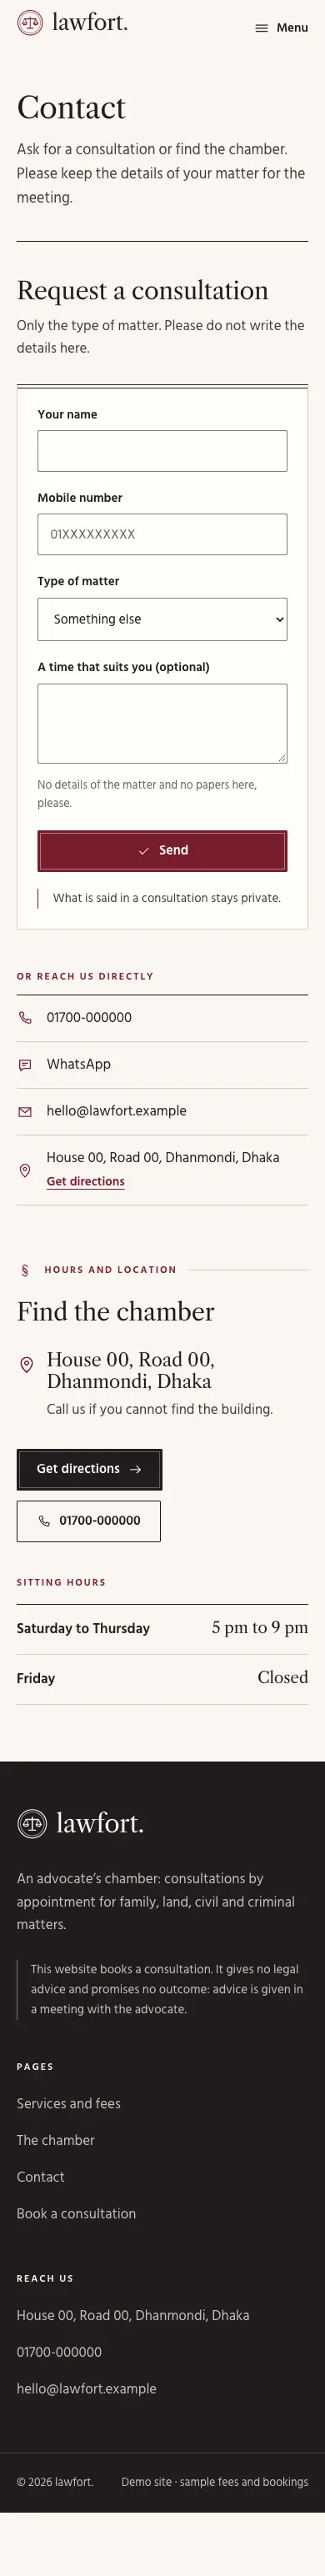 lawfort.
Menu
Contact
Ask for a consultation or find the chamber.
Please keep the details of your matter for the
meeting.
Request a consultation
Only the type of matter. Please do not write the
details here.
Your name
Mobile number
01XXXXXXXXX
Type of matter
Something else
A time that suits you (optional)
No details of the matter and no papers here,
please.
Send
What is said in a consultation stays private.
OR REACH US DIRECTLY
01700-000000
WhatsApp
hello@lawfort.example
House 00, Road 00, Dhanmondi, Dhaka
Get directions
§ HOURS AND LOCATION
Find the chamber
House 00, Road 00,
Dhanmondi, Dhaka
Call us if you cannot find the building.
Get directions
01700-000000
SITTING HOURS
Saturday to Thursday 5 pm to 9 pm
Friday Closed
lawfort.
An advocate’s chamber: consultations by
appointment for family, land, civil and criminal
matters.
This website books a consultation. It gives no legal
advice and promises no outcome: advice is given in
a meeting with the advocate.
PAGES
Services and fees
The chamber
Contact
Book a consultation
REACH US
House 00, Road 00, Dhanmondi, Dhaka
01700-000000
hello@lawfort.example
© 2026 lawfort. Demo site · sample fees and bookings